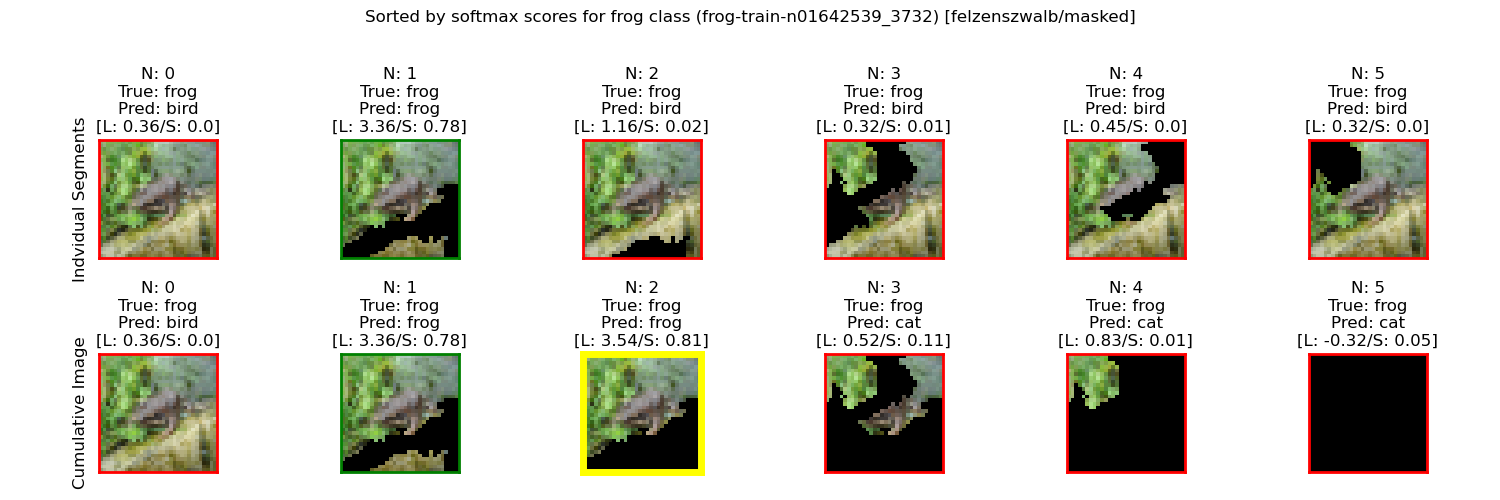 Sorted by softmax scores for frog class (frog-train-n01642539_3732) [felzenszwalb/masked]
Indvidual Segments
N: 0
True: frog
Pred: bird
[L: 0.36/S: 0.0]
N: 1
True: frog
Pred: frog
[L: 3.36/S: 0.78]
N: 2
True: frog
Pred: bird
[L: 1.16/S: 0.02]
N: 3
True: frog
Pred: bird
[L: 0.32/S: 0.01]
N: 4
True: frog
Pred: bird
[L: 0.45/S: 0.0]
N: 5
True: frog
Pred: bird
[L: 0.32/S: 0.0]
Cumulative Image
N: 0
True: frog
Pred: bird
[L: 0.36/S: 0.0]
N: 1
True: frog
Pred: frog
[L: 3.36/S: 0.78]
N: 2
True: frog
Pred: frog
[L: 3.54/S: 0.81]
N: 3
True: frog
Pred: cat
[L: 0.52/S: 0.11]
N: 4
True: frog
Pred: cat
[L: 0.83/S: 0.01]
N: 5
True: frog
Pred: cat
[L: -0.32/S: 0.05]